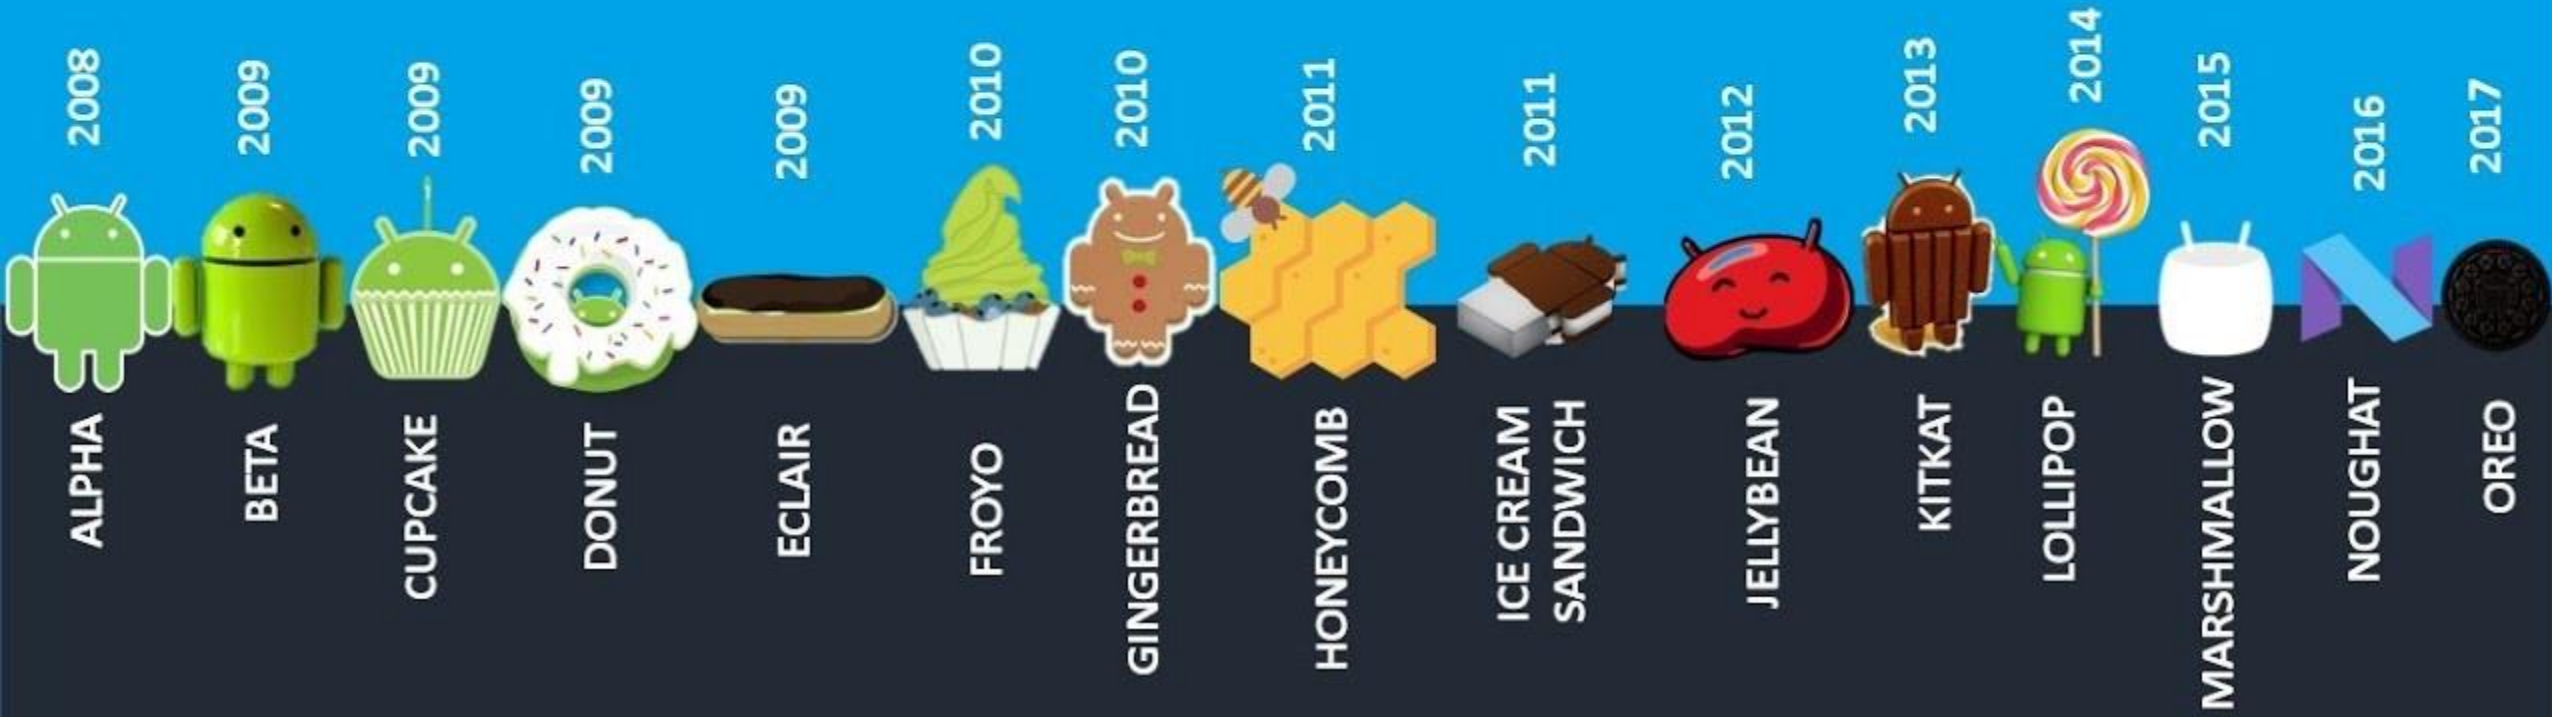 2008
2009
2009
2009
2009
2010
2010
2011
2011
2012
2013
2014
2015
2016
2017
ALPHA
BETA
CUPCAKE
DONUT
ECLAIR
FROYO
GINGERBREAD
HONEYCOMB
ICE CREAM
SANDWICH
JELLYBEAN
KITKAT
LOLLIPOP
MARSHMALLOW
NOUGHAT
OREO